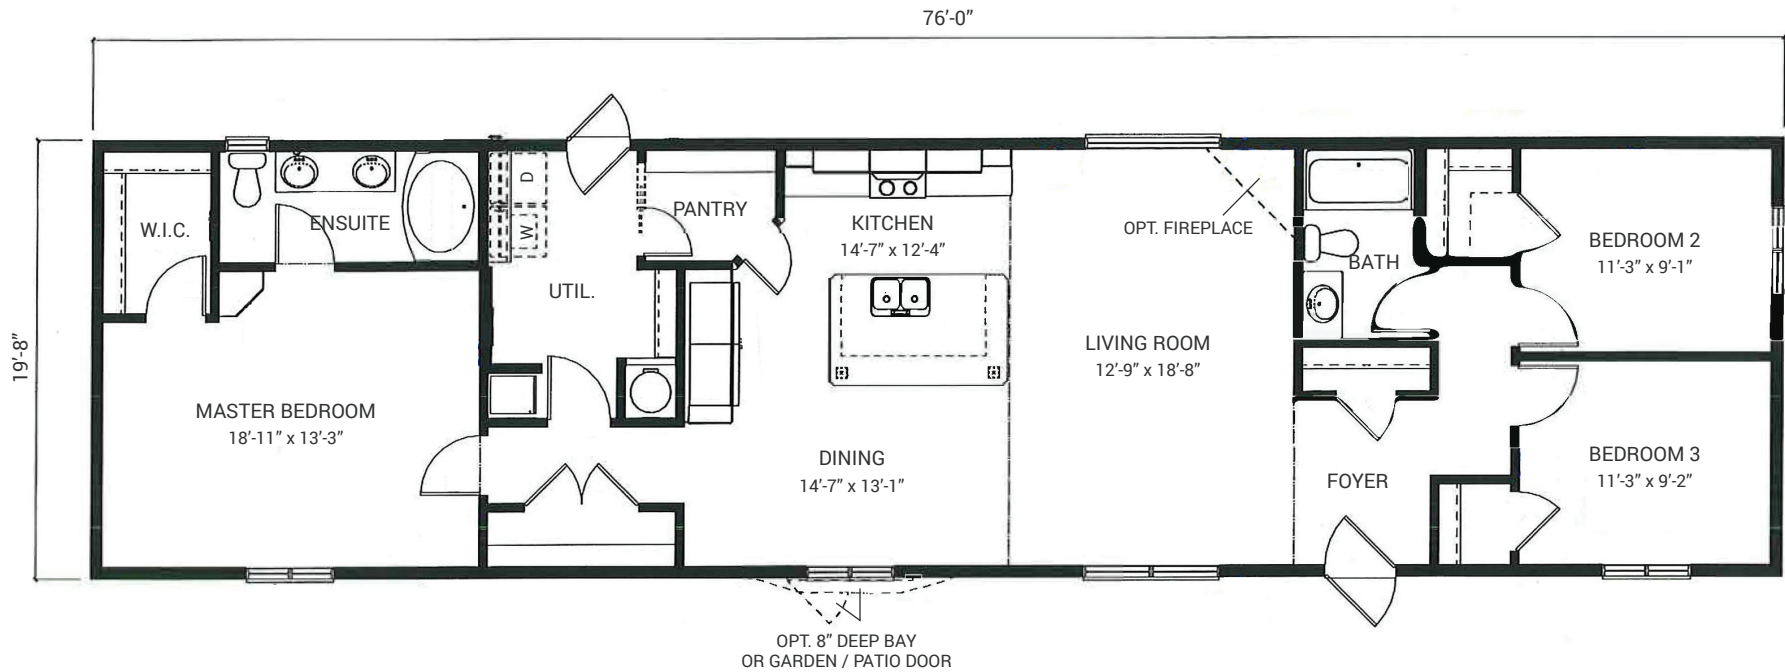 76’-0”
19’-8”
W.I.C.
ENSUITE
D
W
PANTRY
KITCHEN
14’-7” x 12’-4”
OPT. FIREPLACE
BATH
BEDROOM 2
11’-3” x 9’-1”
UTIL.
LIVING ROOM
12’-9” x 18’-8”
MASTER BEDROOM
18’-11” x 13’-3”
DINING
14’-7” x 13’-1”
FOYER
BEDROOM 3
11’-3” x 9’-2”
OPT. 8” DEEP BAY
OR GARDEN / PATIO DOOR